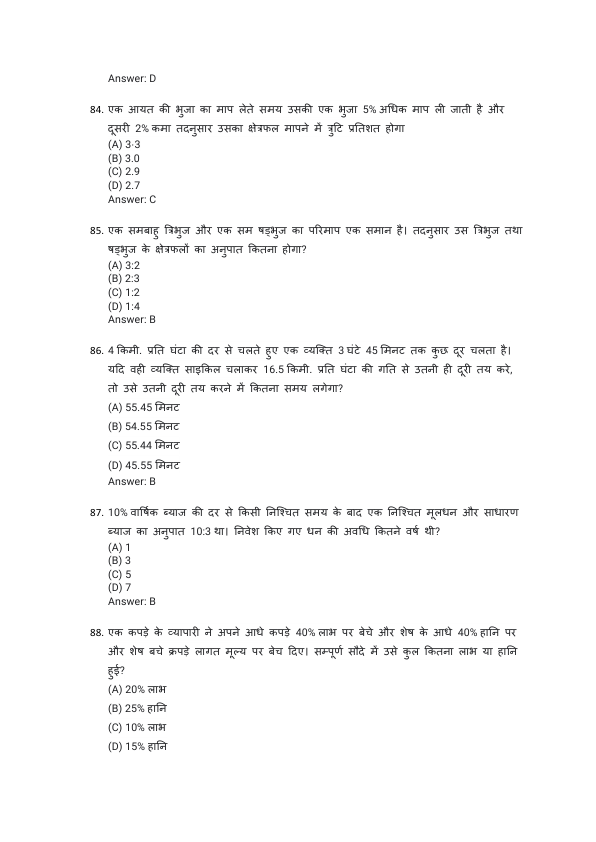 Answer: D
84. एक आयत की भुजा का माप लेते समय उसकी एक भुजा 5% अधिक माप ली जाती है और
दूसरी 2% कमा तदनुसार उसका क्षेत्रफल मापने में त्रुटि प्रतिशत होगा
(A) 3·3
(B) 3.0
(C) 2.9
(D) 2.7
Answer: C
85. एक समबाहु त्रिभुज और एक सम षड्भुज का परिमाप एक समान है। तदनुसार उस त्रिभुज तथा
षड्भुज के क्षेत्रफलों का अनुपात कितना होगा?
(A) 3:2
(B) 2:3
(C) 1:2
(D) 1:4
Answer: B
86. 4 किमी. प्रति घंटा की दर से चलते हुए एक व्यक्ति 3 घंटे 45 मिनट तक कुछ दूर चलता है।
यदि वही व्यक्ति साइकिल चलाकर 16.5 किमी. प्रति घंटा की गति से उतनी ही दूरी तय करे,
तो उसे उतनी दूरी तय करने में कितना समय लगेगा?
(A) 55.45 मिनट
(B) 54.55 मिनट
(C) 55.44 मिनट
(D) 45.55 मिनट
Answer: B
87. 10% वार्षिक ब्याज की दर से किसी निश्चित समय के बाद एक निश्चित मूलधन और साधारण
ब्याज का अनुपात 10:3 था। निवेश किए गए धन की अवधि कितने वर्ष थी?
(A) 1
(B) 3
(C) 5
(D) 7
Answer: B
88. एक कपड़े के व्यापारी ने अपने आधे कपड़े 40% लाभ पर बेचे और शेष के आधे 40% हानि पर
और शेष बचे क्रपड़े लागत मूल्य पर बेच दिए। सम्पूर्ण सौदे में उसे कुल कितना लाभ या हानि
हुई?
(A) 20% लाभ
(B) 25% हानि
(C) 10% लाभ
(D) 15% हानि